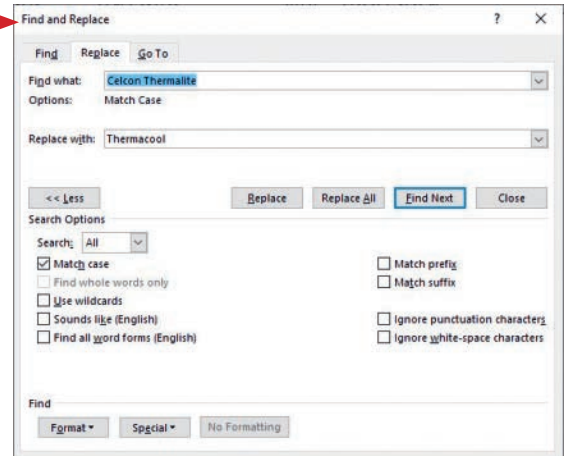 Find and Replace ? ×
Find Replace Go To
Find what: Celcon Thermalite
Options: Match Case
Replace with: Thermacool
<< Less Replace Replace All Find Next Close
Search Options
Search: All
Match case Match prefix
Find whole words only Match suffix
Use wildcards
Sounds like (English) Ignore punctuation characters
Find all word forms (English) Ignore white-space characters
Find
Format Special No Formatting